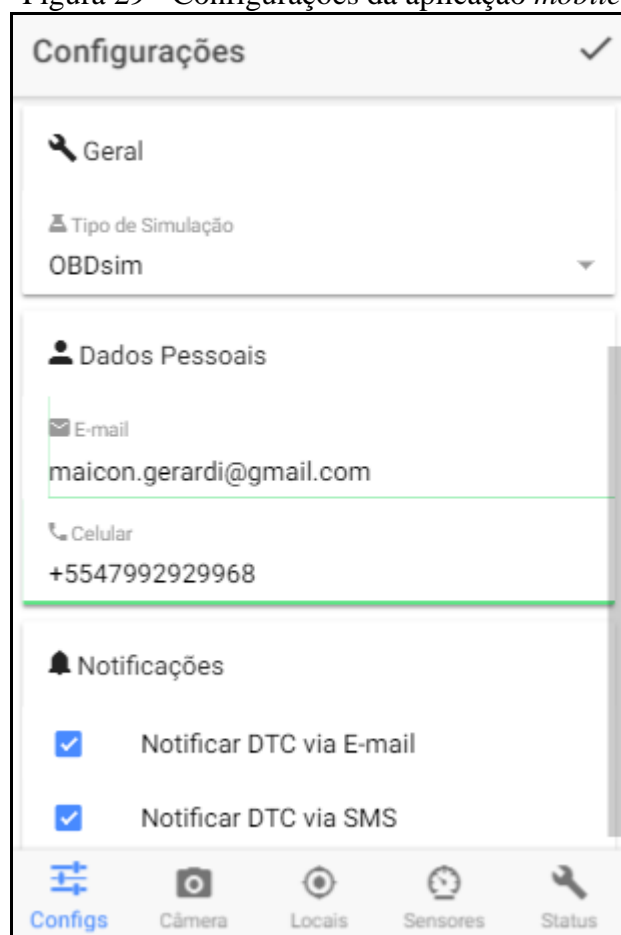 Figura 29 - Configurações da aplicação mobile
Configurações
Geral
Tipo de Simulação
OBDsim
Dados Pessoais
E-mail
maicon.gerardi@gmail.com
Celular
+5547992929968
Notificações
Notificar DTC via E-mail
Notificar DTC via SMS
Configs Câmera Locais Sensores Status